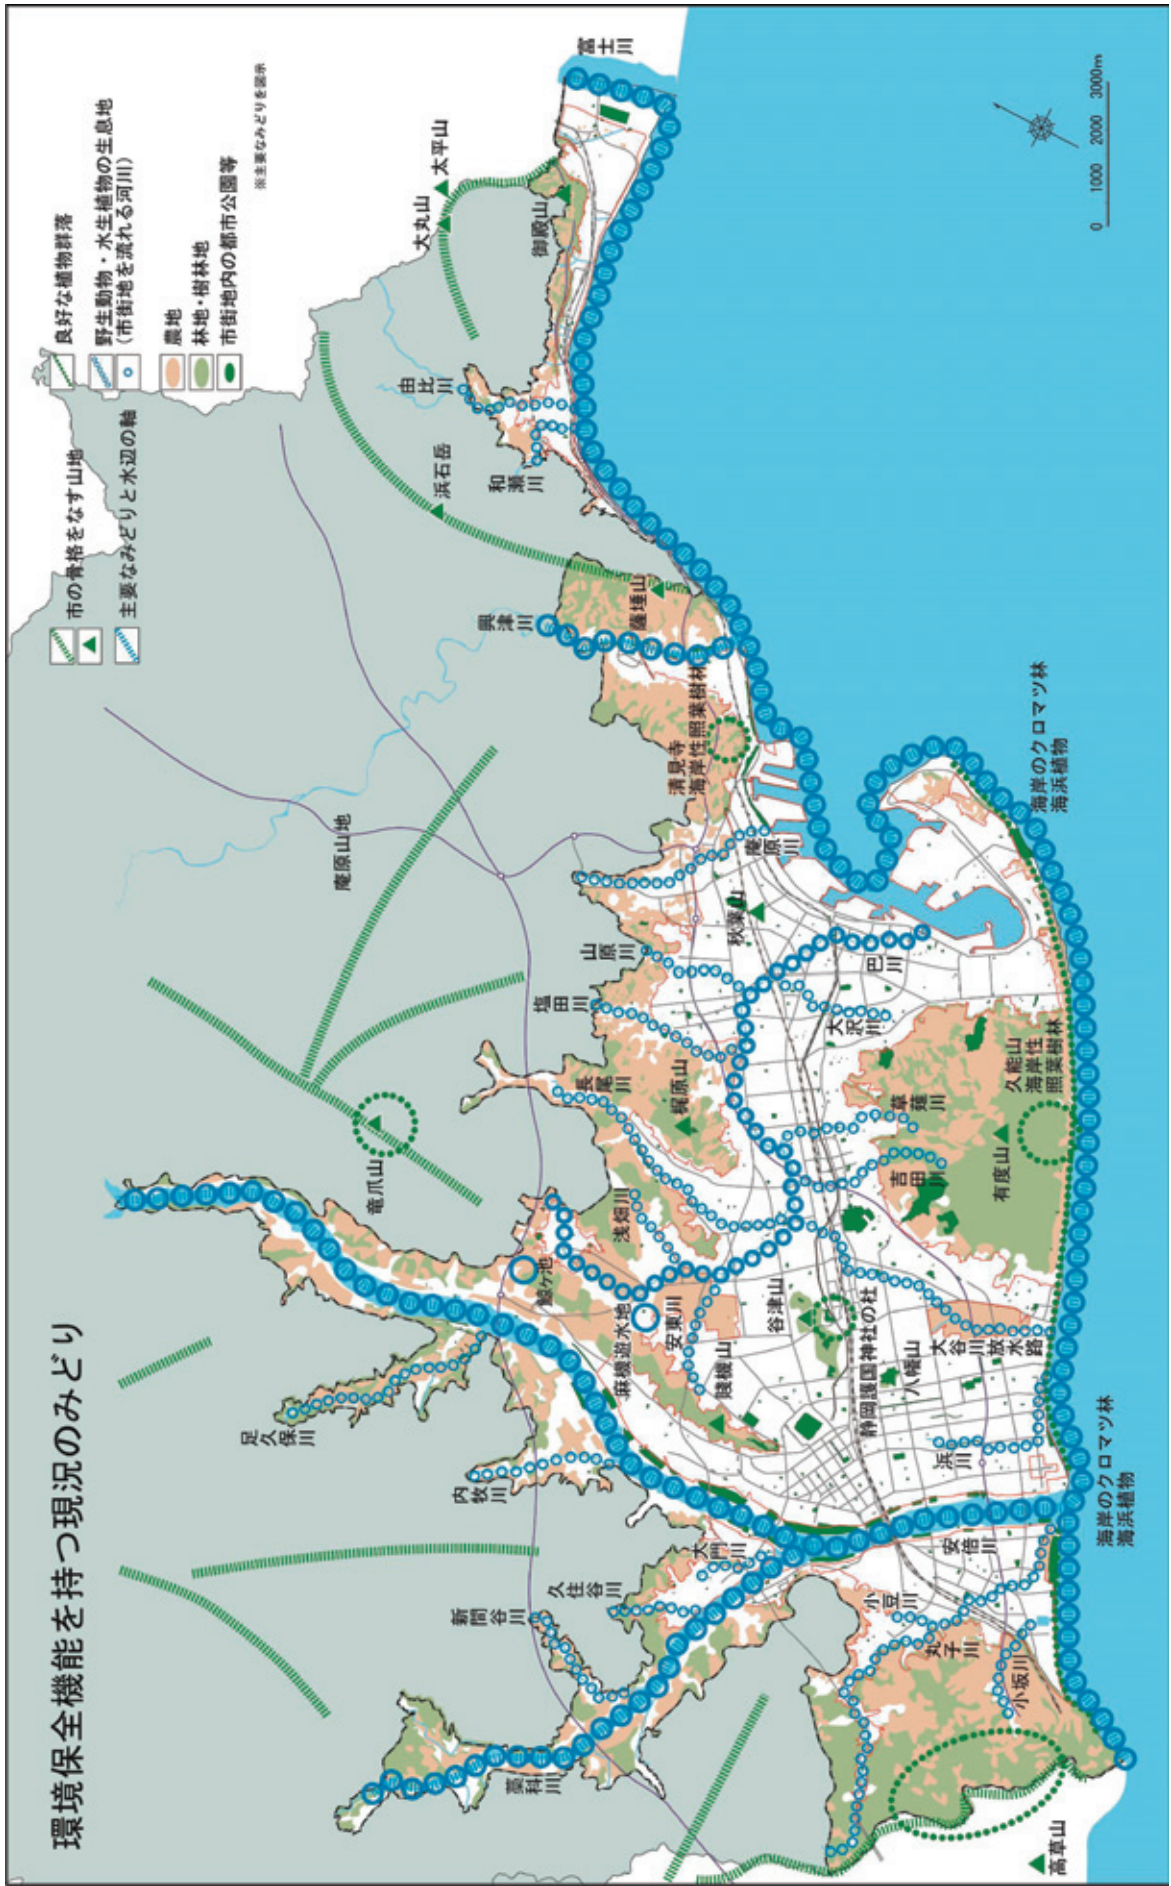 環境保全機能を持つ現況のみどり
市の骨格をなす山地
主要なみどりと水辺の軸
良好な植物群落
野生動物・水生植物の生息地
(市街地を流れる河川)
農地
林地・樹林地
市街地内の都市公園等
※主要なみどりを図示
富士川
太平山
大丸山
御殿山
由比川
和瀬川
浜石岳
薩埵山
興津川
清見寺
海岸性照葉樹林
庵原山地
庵原川
秋葉山
山原川
塩田川
巴川
大沢川
長尾川
梶原山
竜爪山
浅畑川
鯨ケ池
麻機遊水地
安東川
賤機山
谷津山
静岡護国神社の杜
八幡山
大谷川放水路
草薙川
吉田川
有度山
久能山
海岸性
照葉樹林
海岸のクロマツ林
海浜植物
足久保川
内牧川
浜川
安倍川
大門川
久住谷川
新間谷川
藁科川
小豆川
丸子川
小坂川
高草山
海岸のクロマツ林
海浜植物
0 1000 2000 3000m